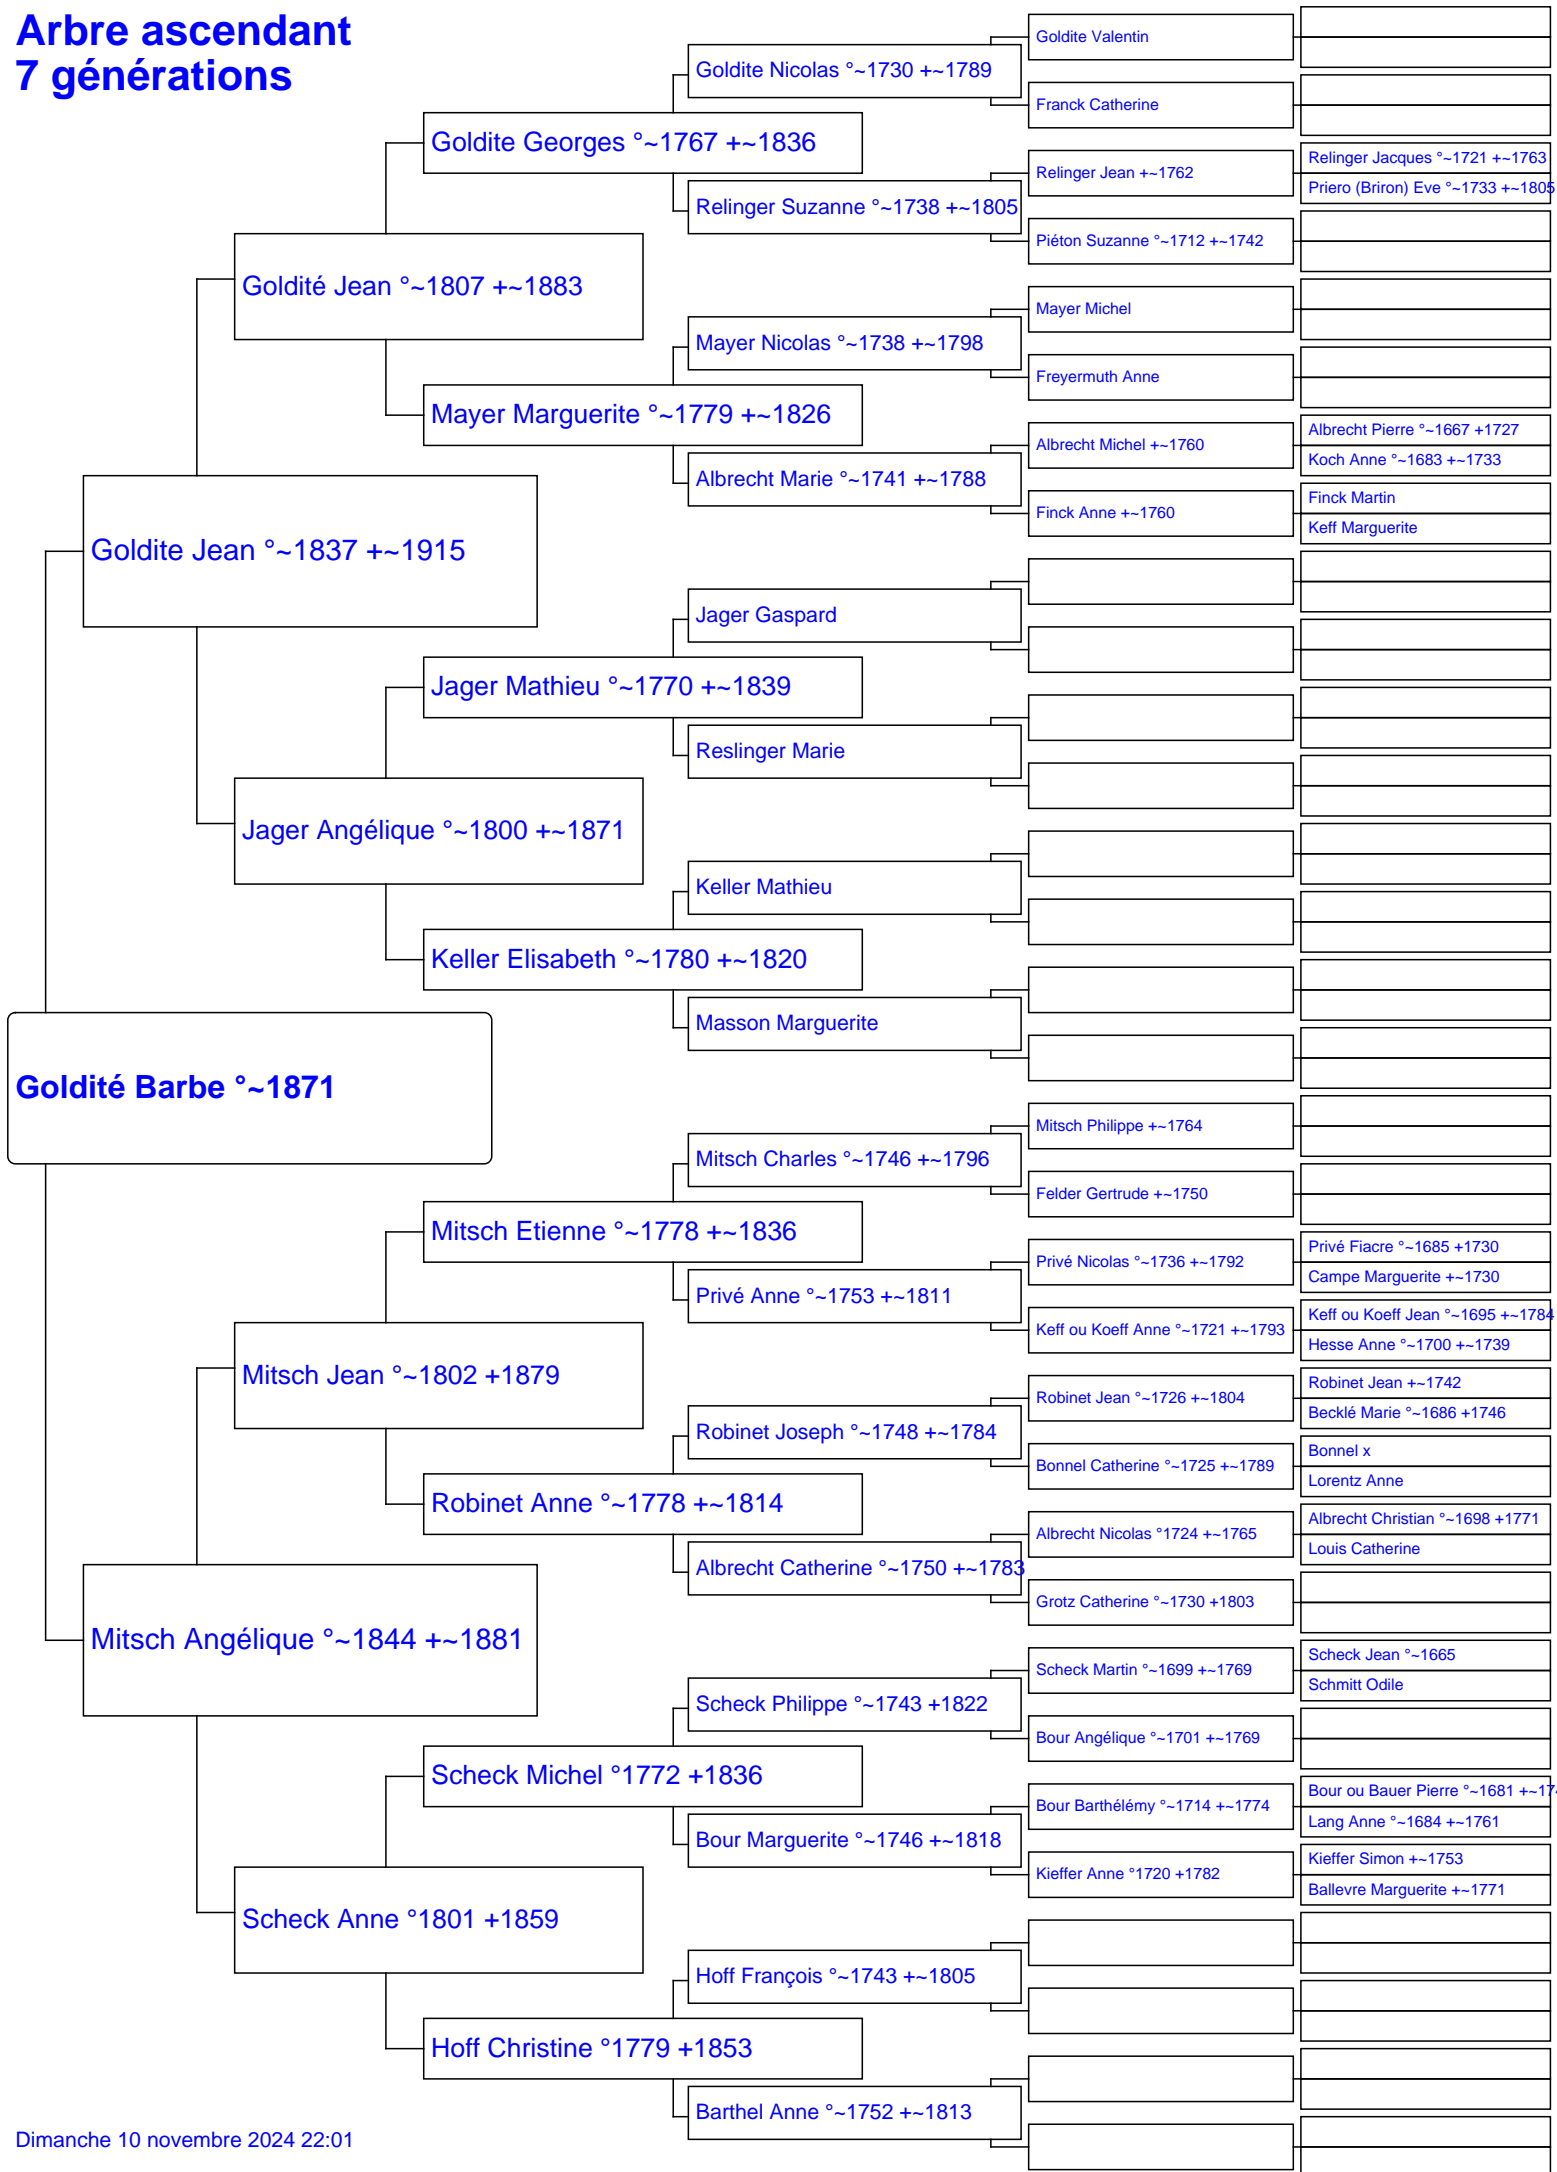 Arbre ascendant
7 générations
Goldité Barbe °~1871
Goldite Jean °~1837 +~1915
Mitsch Angélique °~1844 +~1881
Goldité Jean °~1807 +~1883
Jager Angélique °~1800 +~1871
Mitsch Jean °~1802 +1879
Scheck Anne °1801 +1859
Goldite Georges °~1767 +~1836
Mayer Marguerite °~1779 +~1826
Jager Mathieu °~1770 +~1839
Keller Elisabeth °~1780 +~1820
Mitsch Etienne °~1778 +~1836
Robinet Anne °~1778 +~1814
Scheck Michel °1772 +1836
Hoff Christine °1779 +1853
Goldite Nicolas °~1730 +~1789
Relinger Suzanne °~1738 +~1805
Mayer Nicolas °~1738 +~1798
Albrecht Marie °~1741 +~1788
Jager Gaspard
Reslinger Marie
Keller Mathieu
Masson Marguerite
Mitsch Charles °~1746 +~1796
Privé Anne °~1753 +~1811
Robinet Joseph °~1748 +~1784
Albrecht Catherine °~1750 +~1783
Scheck Philippe °~1743 +1822
Bour Marguerite °~1746 +~1818
Hoff François °~1743 +~1805
Barthel Anne °~1752 +~1813
Goldite Valentin
Franck Catherine
Relinger Jean +~1762
Piéton Suzanne °~1712 +~1742
Mayer Michel
Freyermuth Anne
Albrecht Michel +~1760
Finck Anne +~1760
Mitsch Philippe +~1764
Felder Gertrude +~1750
Privé Nicolas °~1736 +~1792
Keff ou Koeff Anne °~1721 +~1793
Robinet Jean °~1726 +~1804
Bonnel Catherine °~1725 +~1789
Albrecht Nicolas °1724 +~1765
Grotz Catherine °~1730 +1803
Scheck Martin °~1699 +~1769
Bour Angélique °~1701 +~1769
Bour Barthélémy °~1714 +~1774
Kieffer Anne °1720 +1782
Relinger Jacques °~1721 +~1763
Priero (Briron) Eve °~1733 +~1805
Albrecht Pierre °~1667 +1727
Koch Anne °~1683 +~1733
Finck Martin
Keff Marguerite
Privé Fiacre °~1685 +1730
Campe Marguerite +~1730
Keff ou Koeff Jean °~1695 +~1784
Hesse Anne °~1700 +~1739
Robinet Jean +~1742
Becklé Marie °~1686 +1746
Bonnel x
Lorentz Anne
Albrecht Christian °~1698 +1771
Louis Catherine
Scheck Jean °~1665
Schmitt Odile
Bour ou Bauer Pierre °~1681
Lang Anne °~1684 +~1761
Kieffer Simon +~1753
Ballevre Marguerite +~1771
Dimanche 10 novembre 2024 22:01